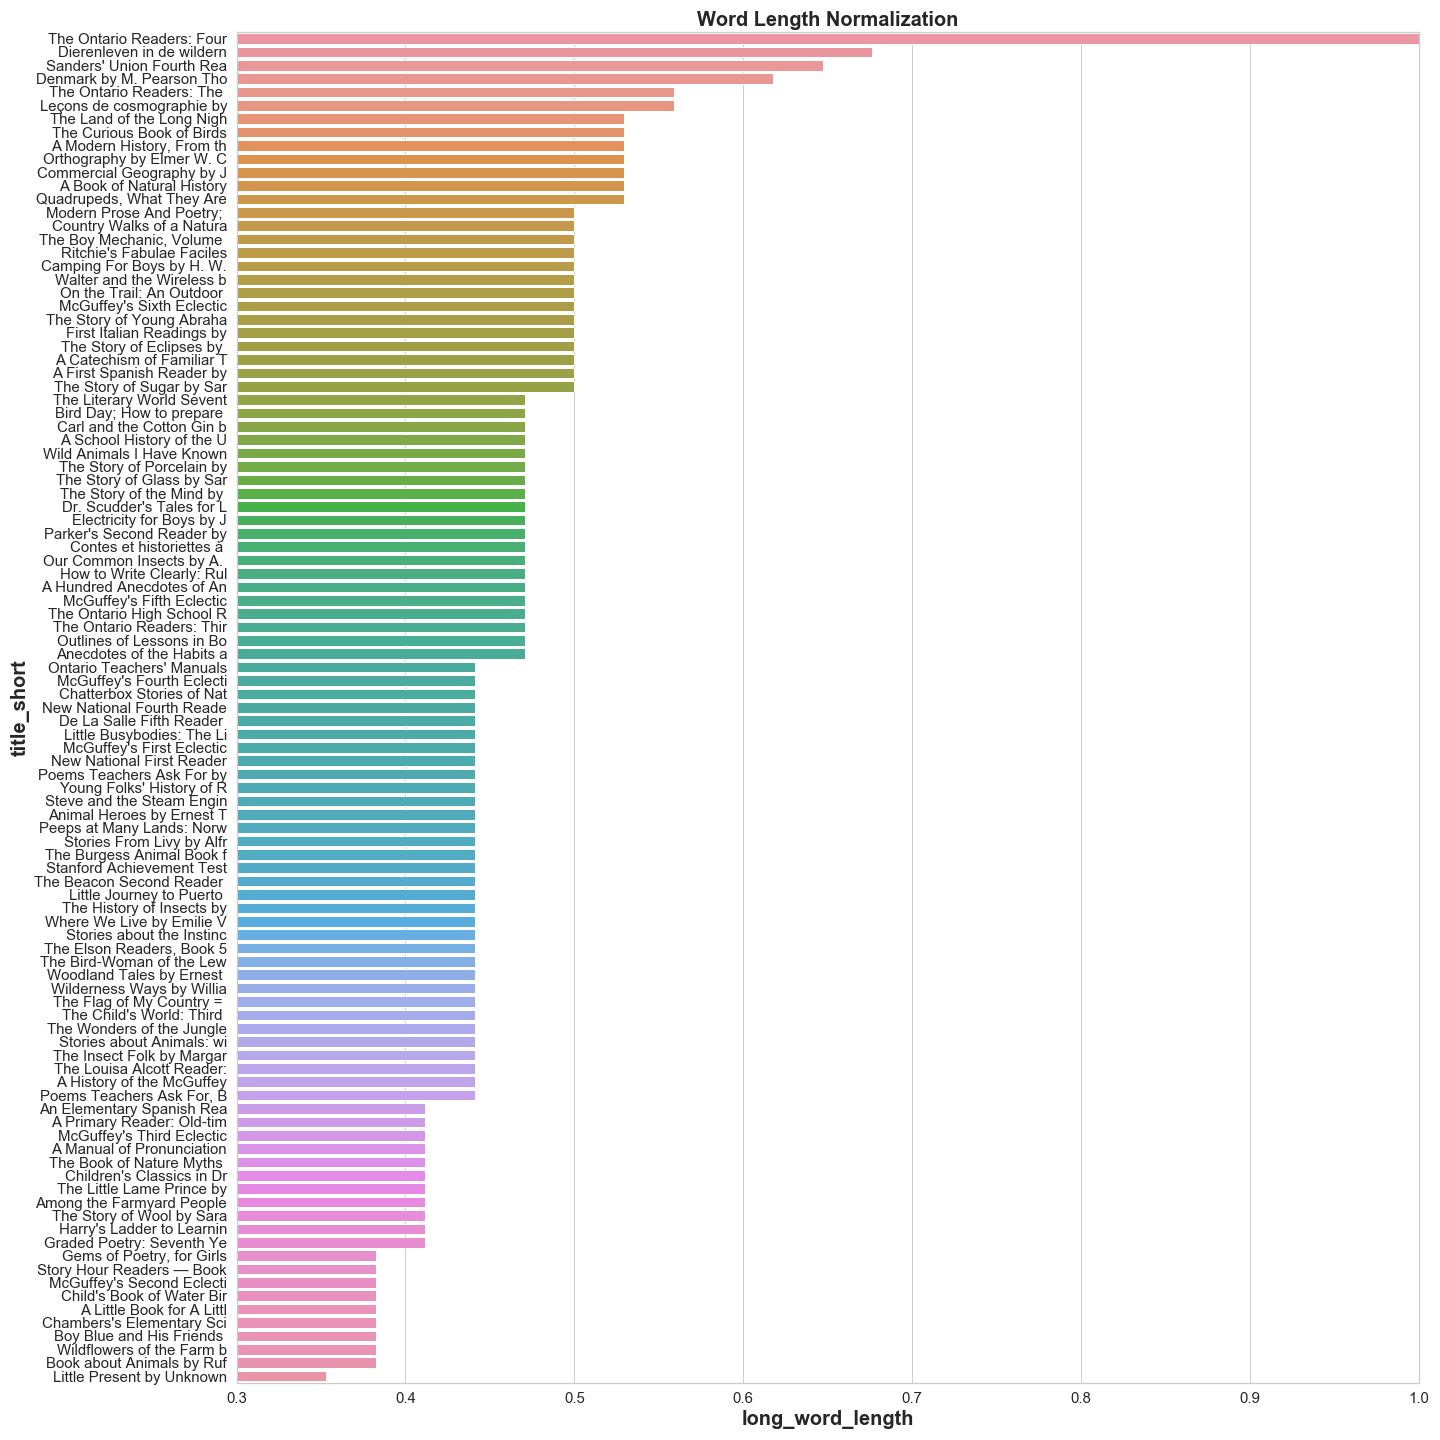 Word Length Normalization
The Ontario Readers: Four
Dierenleven in de wildern
Sanders' Union Fourth Rea
Denmark by M. Pearson Tho
The Ontario Readers: The
Leçons de cosmographie by
The Land of the Long Nigh
The Curious Book of Birds
A Modern History, From th
Orthography by Elmer W. C
Commercial Geography by J
A Book of Natural History
Quadrupeds, What They Are
Modern Prose And Poetry;
Country Walks of a Natura
The Boy Mechanic, Volume
Ritchie's Fabulae Faciles
Camping For Boys by H. W.
Walter and the Wireless b
On the Trail: An Outdoor
McGuffey's Sixth Eclectic
The Story of Young Abraha
First Italian Readings by
The Story of Eclipses by
A Catechism of Familiar T
A First Spanish Reader by
The Story of Sugar by Sar
The Literary World Sevent
Bird Day; How to prepare
Carl and the Cotton Gin b
A School History of the U
Wild Animals I Have Known
The Story of Porcelain by
The Story of Glass by Sar
The Story of the Mind by
Dr. Scudder's Tales for L
Electricity for Boys by J
Parker's Second Reader by
Contes et historiettes à
Our Common Insects by A.
How to Write Clearly: Rul
A Hundred Anecdotes of An
McGuffey's Fifth Eclectic
The Ontario High School R
The Ontario Readers: Thir
Outlines of Lessons in Bo
Anecdotes of the Habits a
Ontario Teachers' Manuals
McGuffey's Fourth Eclecti
Chatterbox Stories of Nat
New National Fourth Reade
De La Salle Fifth Reader
Little Busybodies: The Li
McGuffey's First Eclectic
New National First Reader
Poems Teachers Ask For by
Young Folks' History of R
Steve and the Steam Engin
Animal Heroes by Ernest T
Peeps at Many Lands: Norw
Stories From Livy by Alfr
The Burgess Animal Book f
Stanford Achievement Test
The Beacon Second Reader
Little Journey to Puerto
The History of Insects by
Where We Live by Emilie V
Stories about the Instinc
The Elson Readers, Book 5
The Bird-Woman of the Lew
Woodland Tales by Ernest
Wilderness Ways by Willia
The Flag of My Country =
The Child's World: Third
The Wonders of the Jungle
Stories about Animals: wi
The Insect Folk by Margar
The Louisa Alcott Reader:
A History of the McGuffey
Poems Teachers Ask For, B
An Elementary Spanish Rea
A Primary Reader: Old-tim
McGuffey's Third Eclectic
A Manual of Pronunciation
The Book of Nature Myths
Children's Classics in Dr
The Little Lame Prince by
Among the Farmyard People
The Story of Wool by Sara
Harry's Ladder to Learnin
Graded Poetry: Seventh Ye
Gems of Poetry, for Girls
Story Hour Readers — Book
McGuffey's Second Eclecti
Child's Book of Water Bir
A Little Book for A Littl
Chambers's Elementary Sci
Boy Blue and His Friends
Wildflowers of the Farm b
Book about Animals by Ruf
Little Present by Unknown
title_short
0.3 0.4 0.5 0.6 0.7 0.8 0.9 1.0
long_word_length